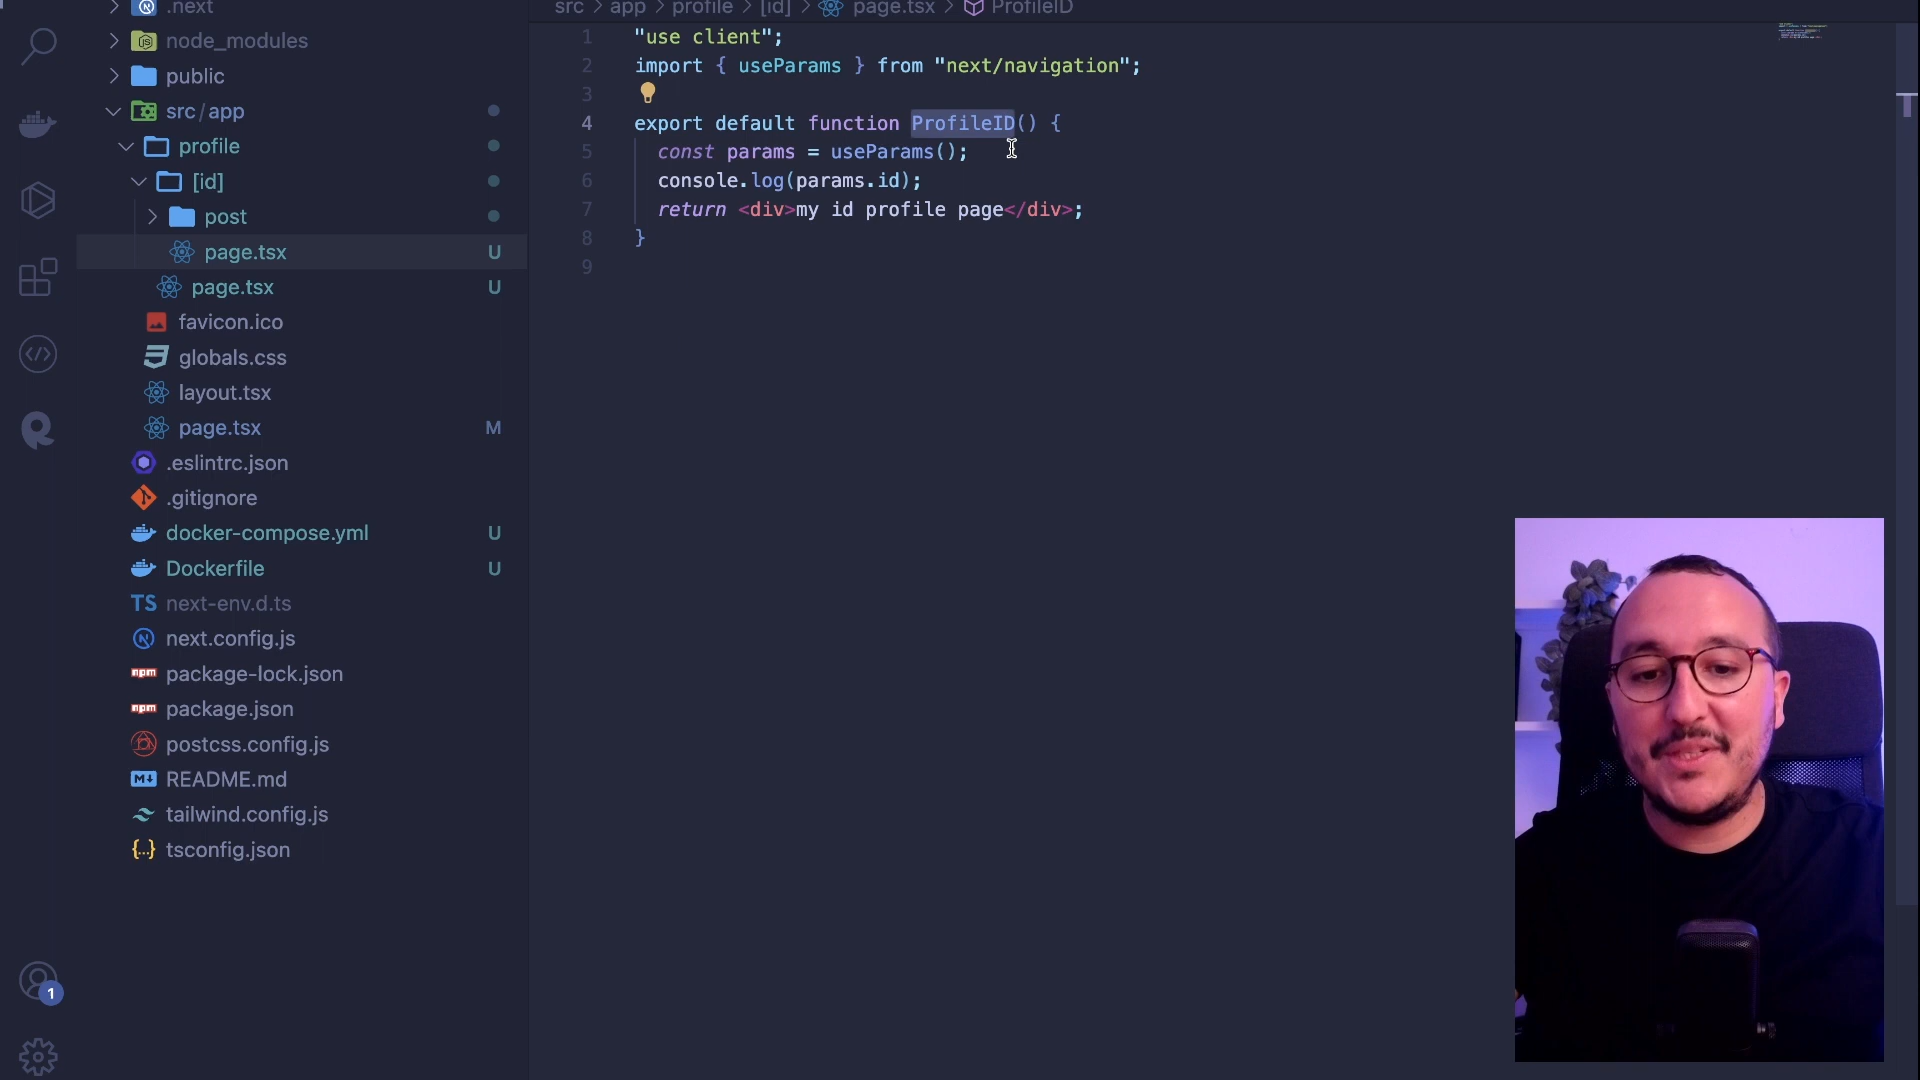 .next
node_modules
public
src/app
profile
[id]
post
page.tsx U
page.tsx U
favicon.ico
globals.css
layout.tsx
page.tsx M
.eslintrc.json
.gitignore
docker-compose.yml U
Dockerfile U
TS next-env.d.ts
next.config.js
npm package-lock.json
npm package.json
postcss.config.js
README.md
tailwind.config.js
{...} tsconfig.json
1
src > app > profile > [id] > page.tsx > ProfileID
1 "use client";
2 import { useParams } from "next/navigation";
3
4 export default function ProfileID() {
5 const params = useParams();
6 console.log(params.id);
7 return <div>my id profile page</div>;
8 }
9